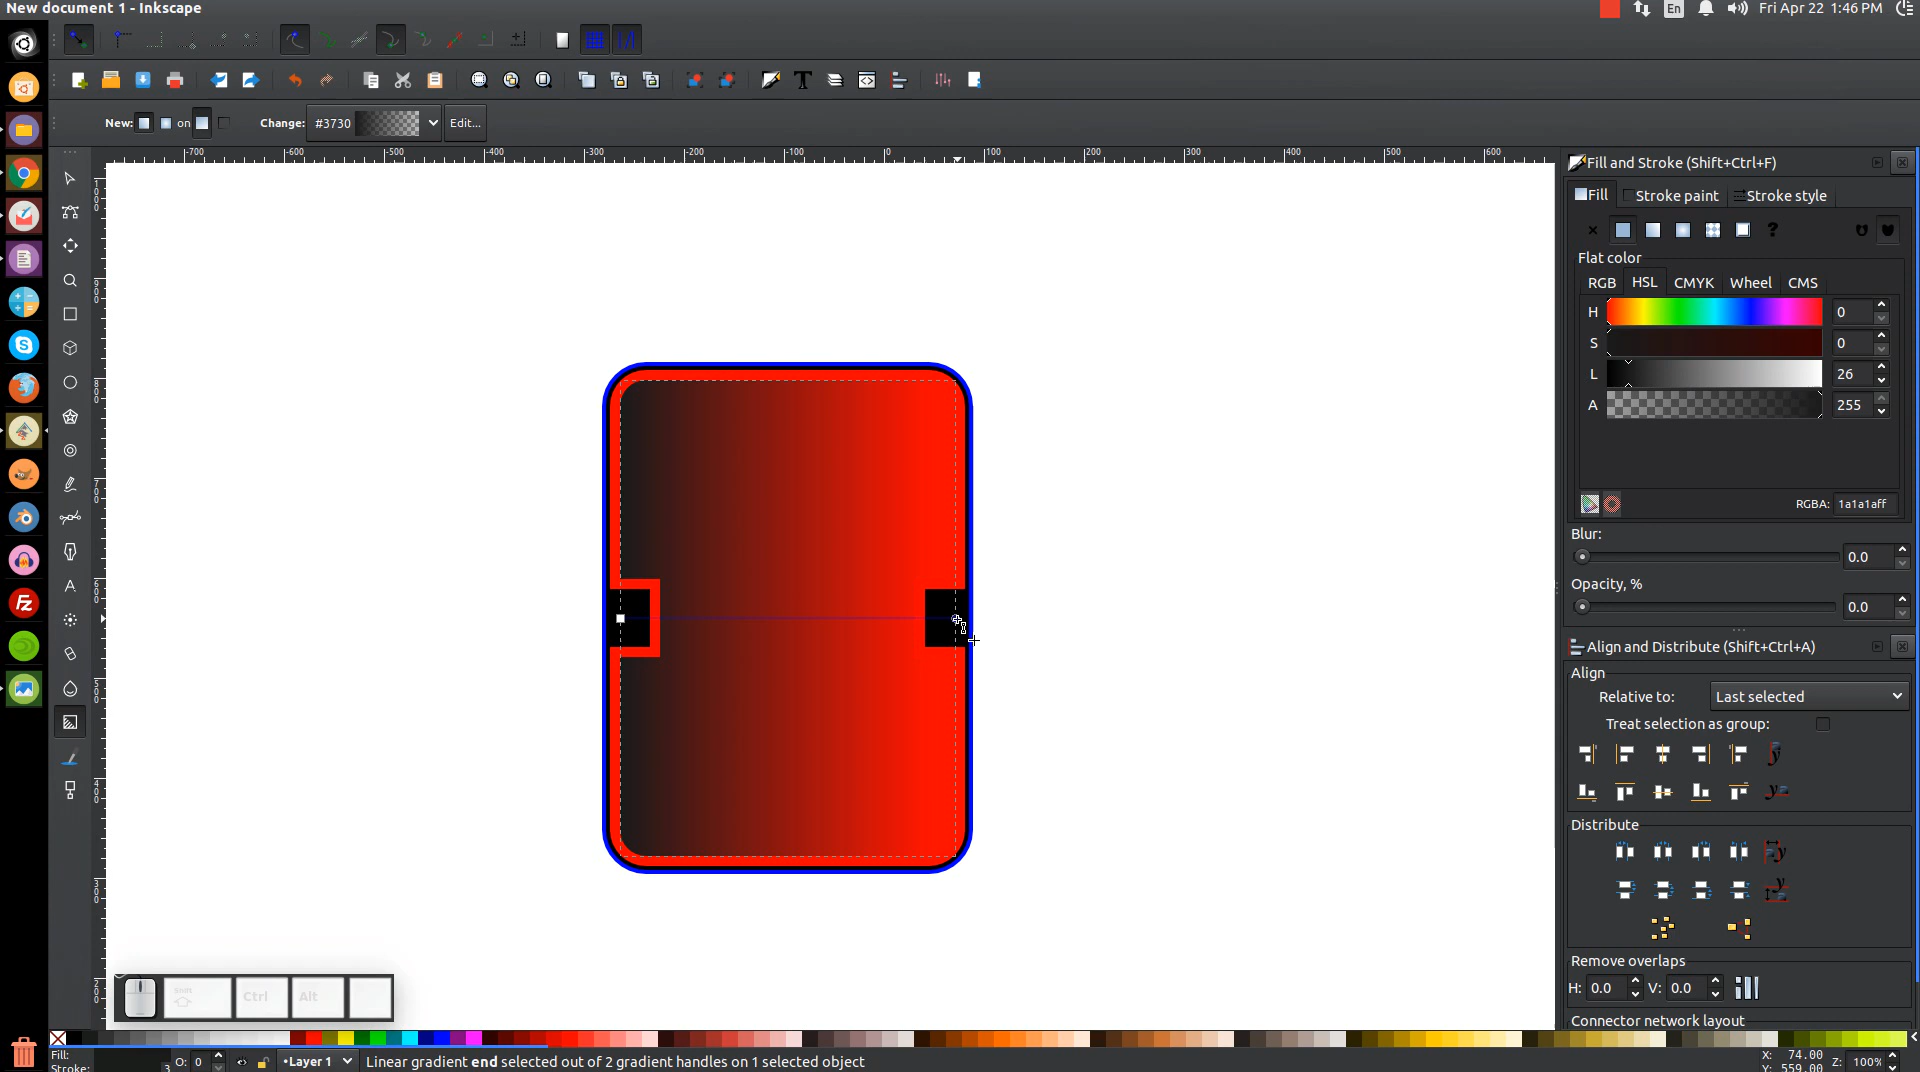 New document 1 - Inkscape
En
Fri Apr 22 1:46 PM
New:
on
Change:
#3730
Edit...
-700
-600
-500
-400
-300
-200
-100
0
100
200
300
400
500
600
Fill and Stroke (Shift+Ctrl+F)
Fill
Stroke paint
Stroke style
?
Flat color
RGB
HSL
CMYK
Wheel
CMS
H
0
S
0
L
26
A
255
RGBA:
1a1a1aff
Blur:
0.0
Opacity, %
0.0
Align and Distribute (Shift+Ctrl+A)
Align
Relative to:
Last selected
Treat selection as group:
Distribute
Remove overlaps
H:
0.0
V:
0.0
Connector network layout
Shift
Ctrl
Alt
Fill:
Stroke:
3
O:
0
•Layer 1
Linear gradient end selected out of 2 gradient handles on 1 selected object
X: 74.00
Y: 559.00
Z:
100%